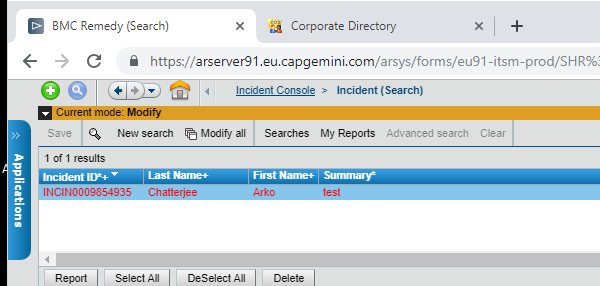 BMC Remedy (Search) Corporate Directory
https://arserver91.eu.capgemini.com/arsys/forms/eu91-itsm-prod/SHR%
Incident Console > Incident (Search)
Current mode: Modify
Save New search Modify all Searches My Reports Advanced search Clear
Applications
1 of 1 results
Incident ID*+ Last Name+ First Name+ Summary*
INCIN0009854935 Chatterjee Arko test
Report Select All DeSelect All Delete